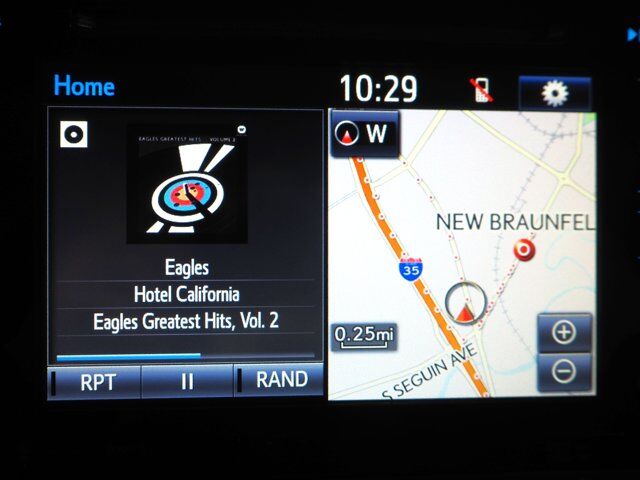 Home
10:29
EAGLES GREATEST HITS VOLUME 2
W
NEW BRAUNFEL
35
Eagles
Hotel California
Eagles Greatest Hits, Vol. 2
0.25mi
S SEGUIN AVE
RPT
RAND